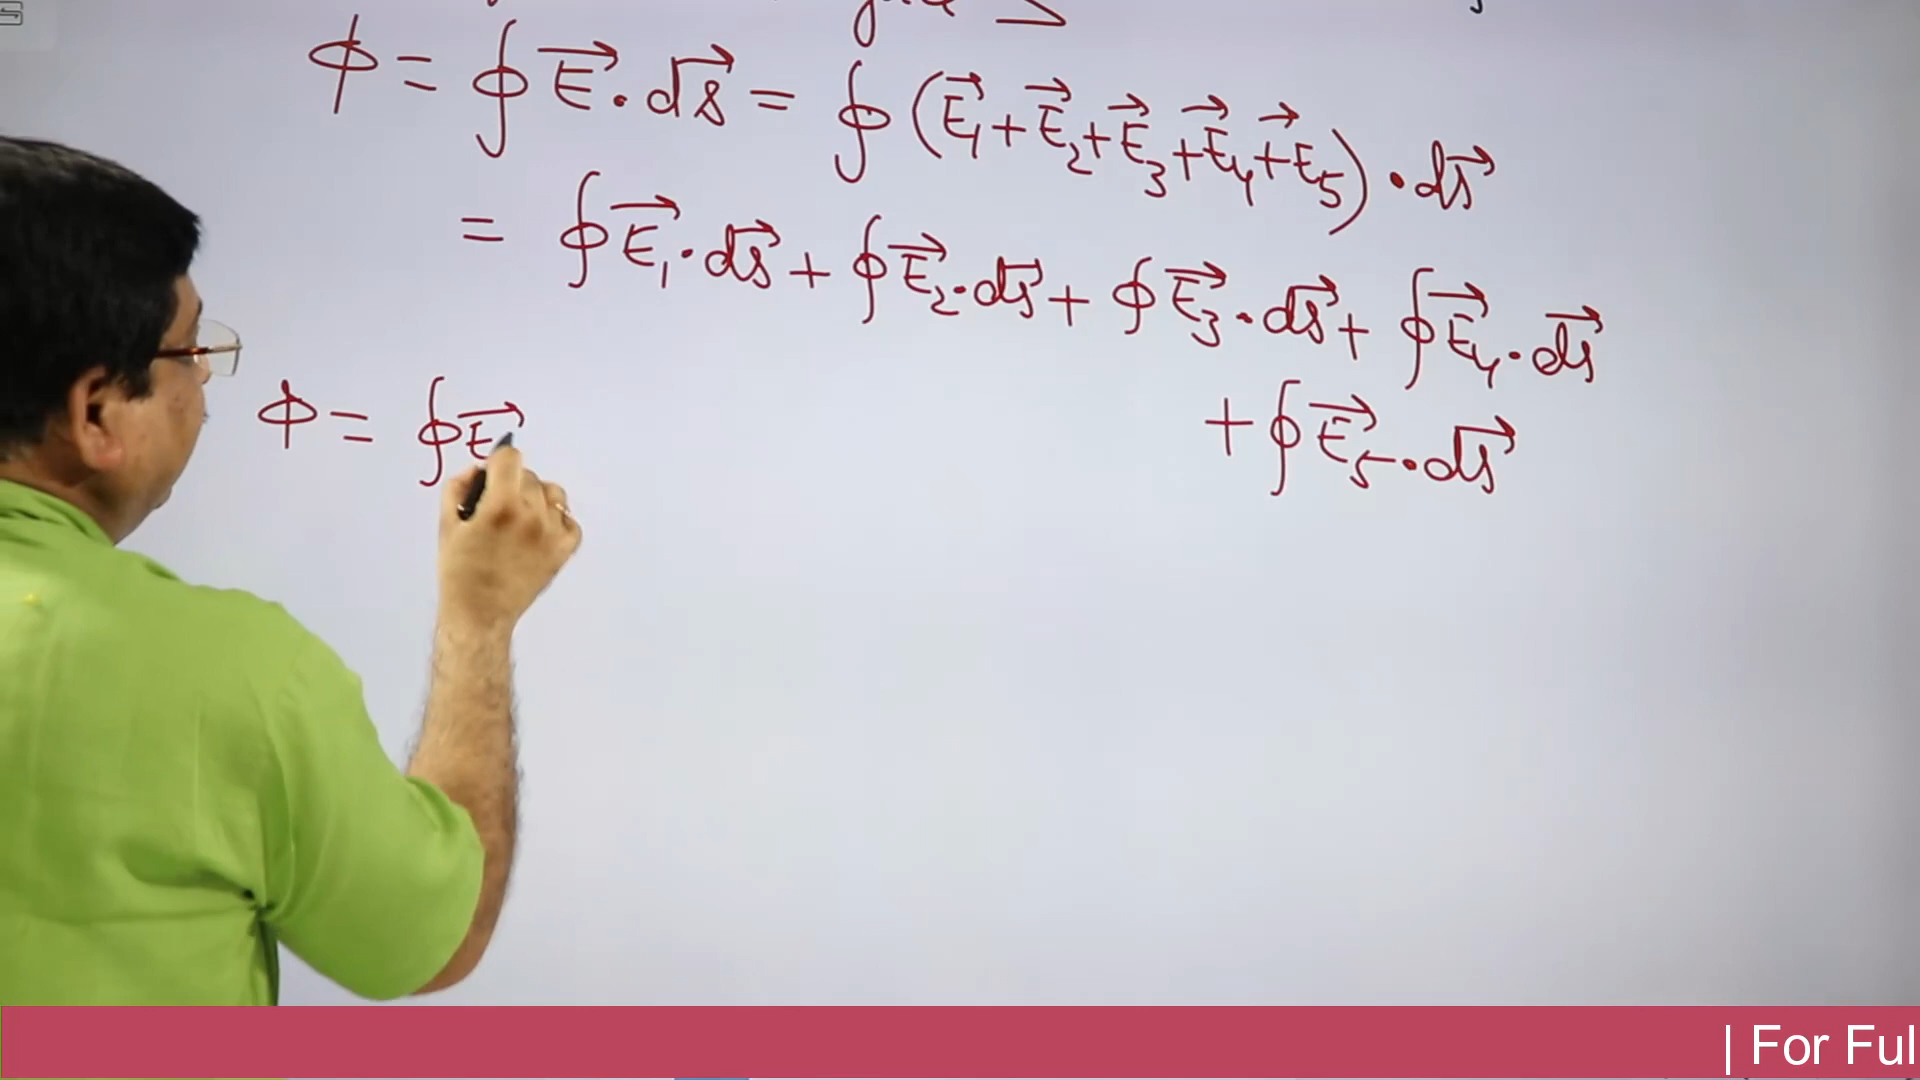 ϕ = ∮ E⃗ · ds⃗ = ∮ (E⃗₁ + E⃗₂ + E⃗₃ + E⃗₄ + E⃗₅) · ds⃗
= ∮ E⃗₁ · ds⃗ + ∮ E⃗₂ · ds⃗ + ∮ E⃗₃ · ds⃗ + ∮ E⃗₄ · ds⃗
+ ∮ E⃗₅ · ds⃗
ϕ = ∮ E⃗
| For Ful